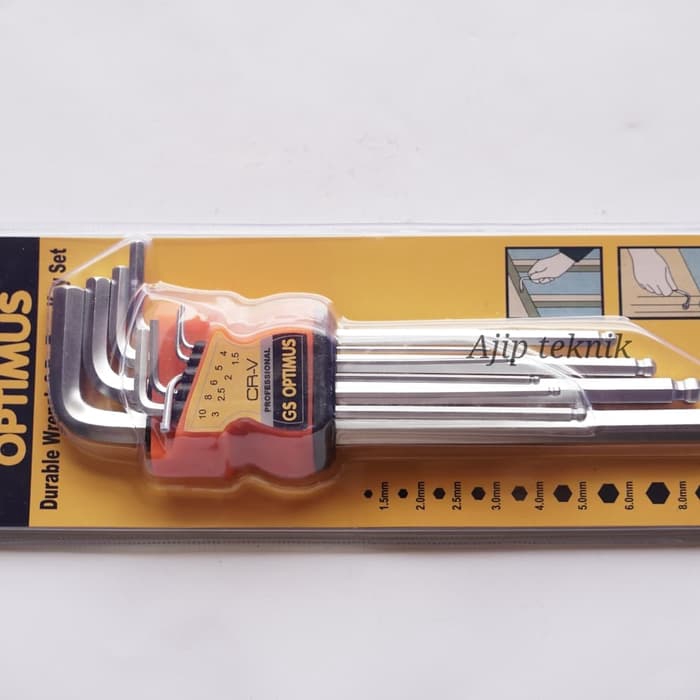 OPTIMUS
Durable Wre
Key Set
10 8 6 5 4
3 2.5 2 1.5
CR-V
PROFESSIONAL
GS OPTIMUS
Ajip teknik
1.5mm
2.0mm
2.5mm
3.0mm
4.0mm
5.0mm
6.0mm
8.0mm